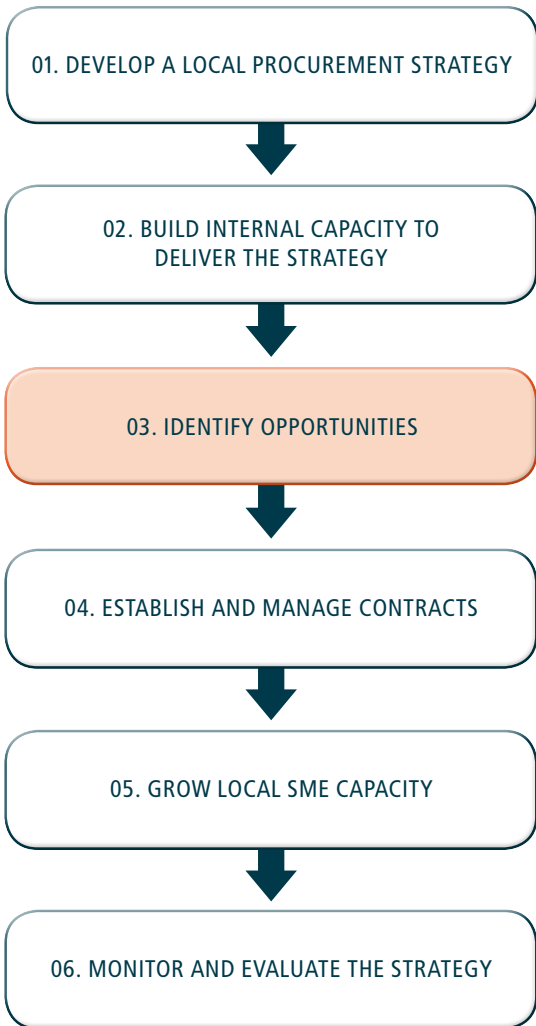 01. DEVELOP A LOCAL PROCUREMENT STRATEGY
02. BUILD INTERNAL CAPACITY TO
DELIVER THE STRATEGY
03. IDENTIFY OPPORTUNITIES
04. ESTABLISH AND MANAGE CONTRACTS
05. GROW LOCAL SME CAPACITY
06. MONITOR AND EVALUATE THE STRATEGY